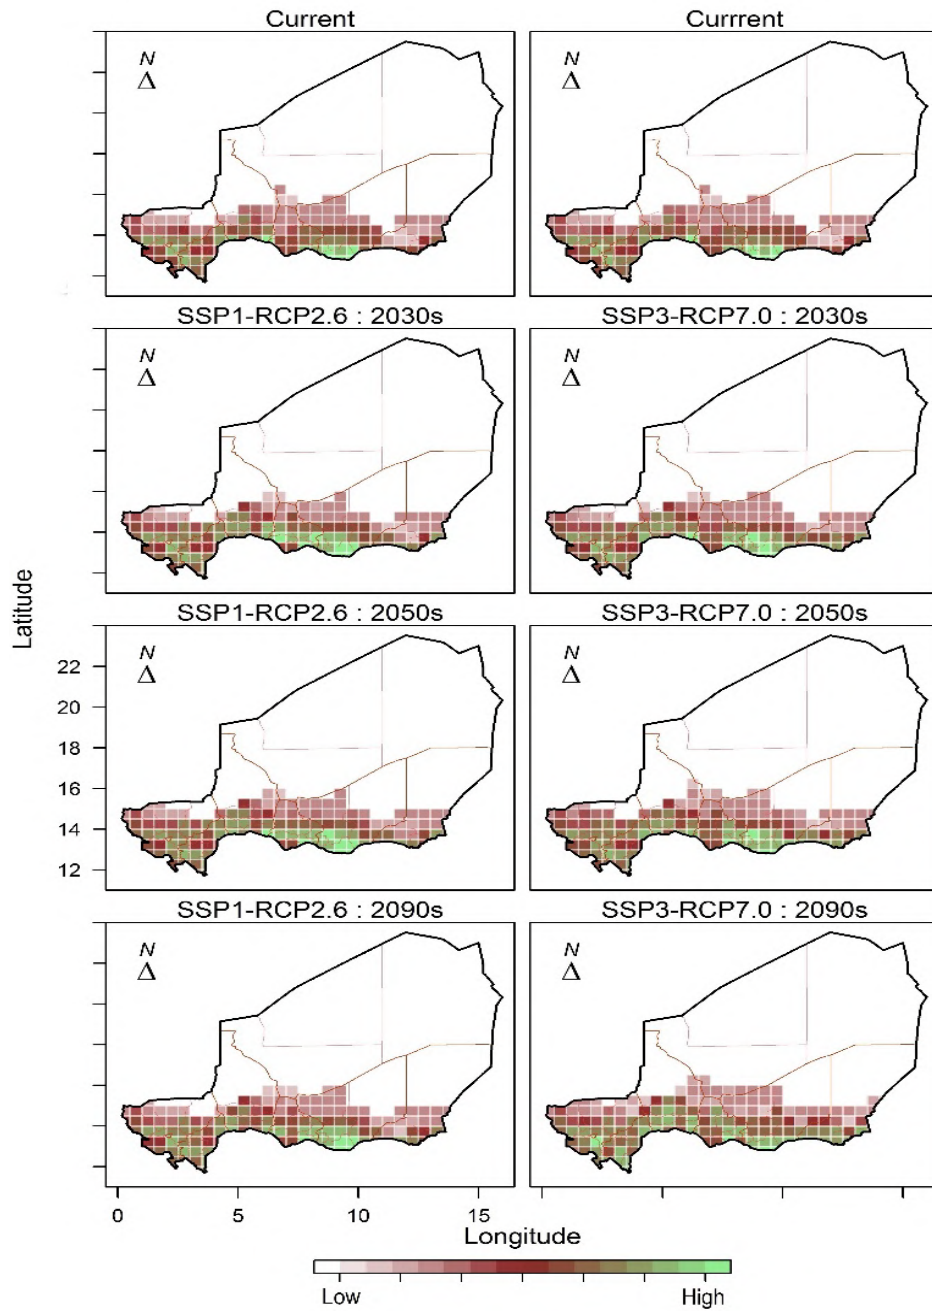 Current Currrent
N N
Δ Δ
SSP1-RCP2.6 : 2030s SSP3-RCP7.0 : 2030s
N N
Δ Δ
SSP1-RCP2.6 : 2050s SSP3-RCP7.0 : 2050s
N N
Δ Δ
Latitude
22
20
18
16
14
12
SSP1-RCP2.6 : 2090s SSP3-RCP7.0 : 2090s
N N
Δ Δ
0 5 10 15
Longitude
Low High